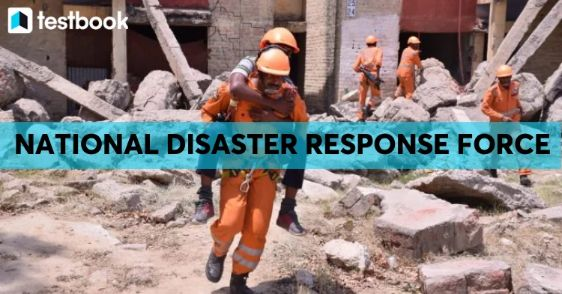 testbook
NATIONAL DISASTER RESPONSE FORCE